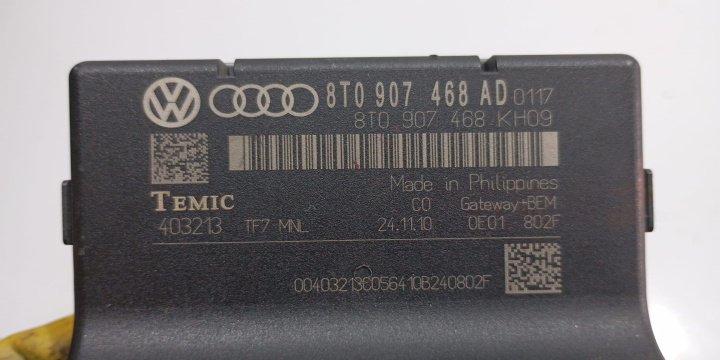 8T0 907 468 AD 0117
8T0 907 468 KH09
Made in Philippines
TEMIC C0 Gateway+BEM
403213 TF7 MNL 24.11.10 0E01 802F
00403213C056410B240802F